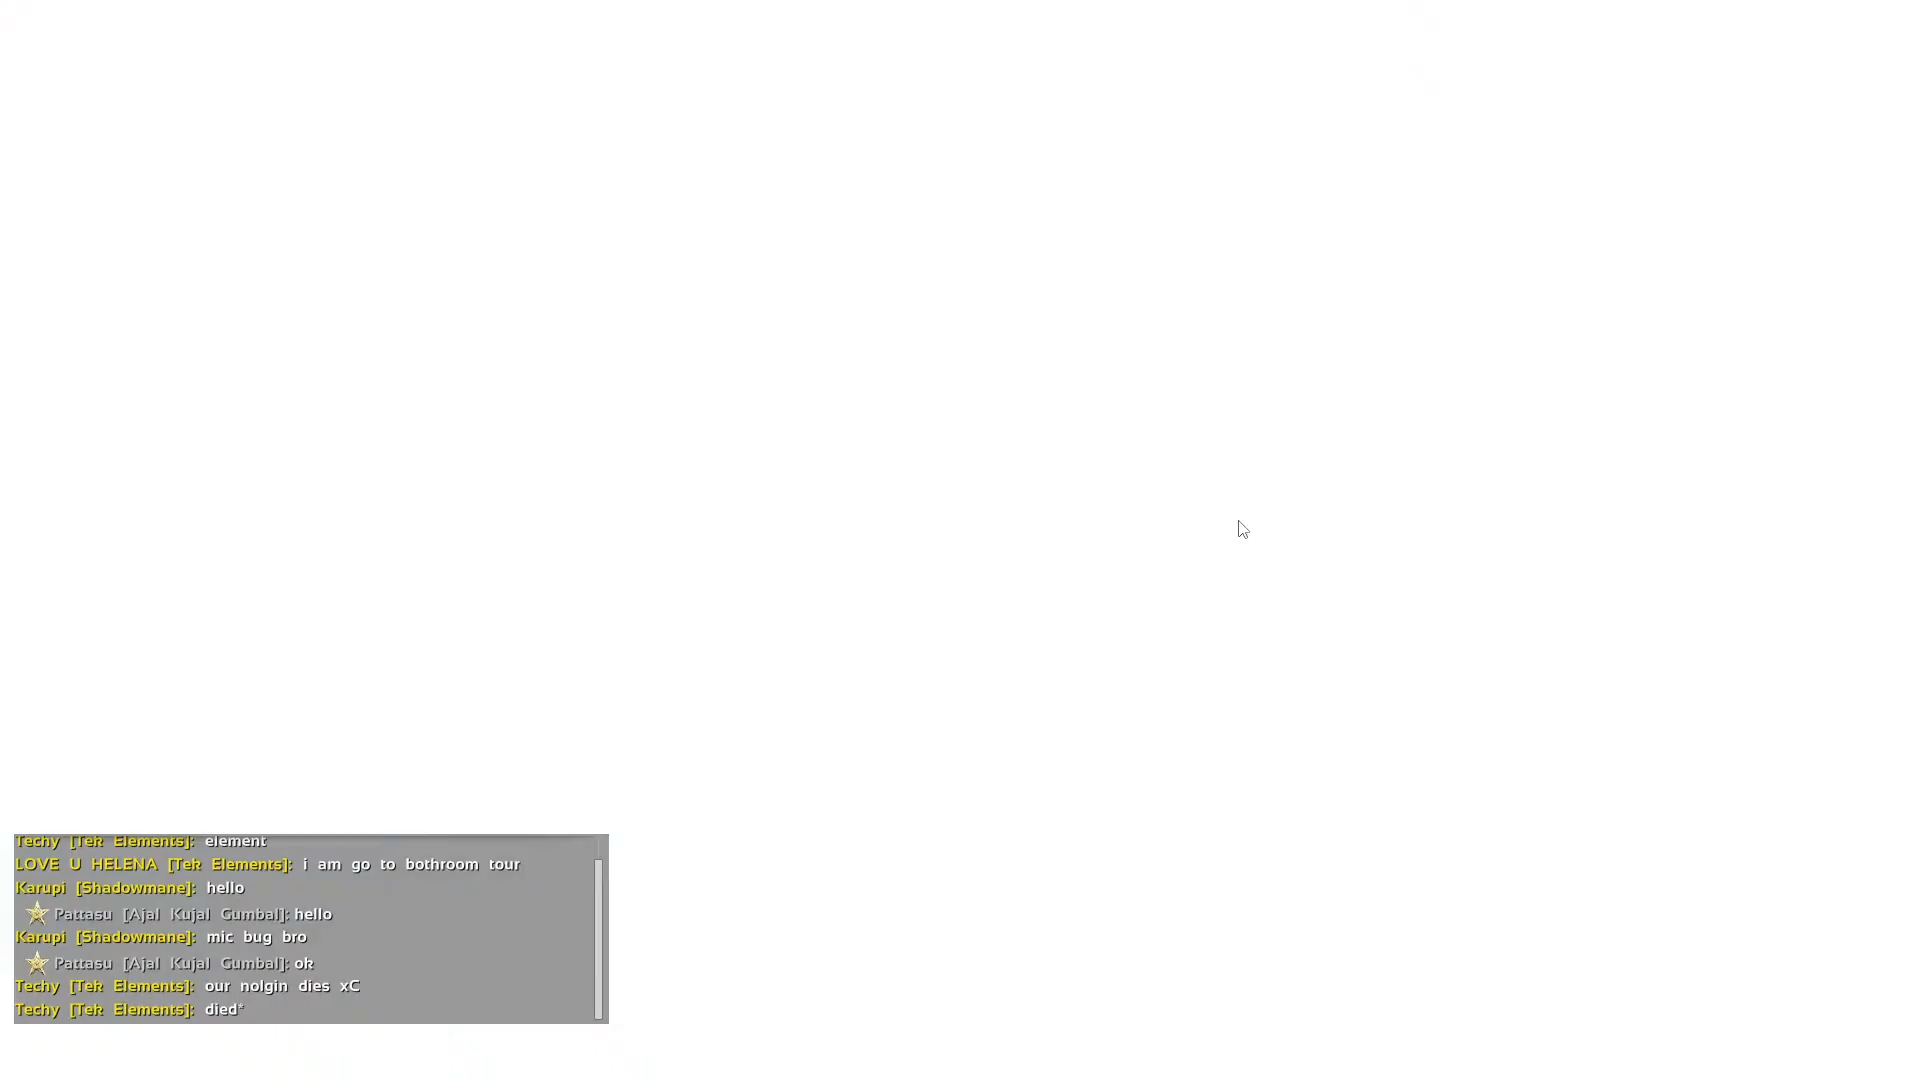 Techy [Tek Elements]: element
LOVE U HELENA [Tek Elements]: i am go to bothroom tour
Karupi [Shadowmane]: hello
Pattasu [Ajal Kujal Gumbal]: hello
Karupi [Shadowmane]: mic bug bro
Pattasu [Ajal Kujal Gumbal]: ok
Techy [Tek Elements]: our nolgin dies xC
Techy [Tek Elements]: died*